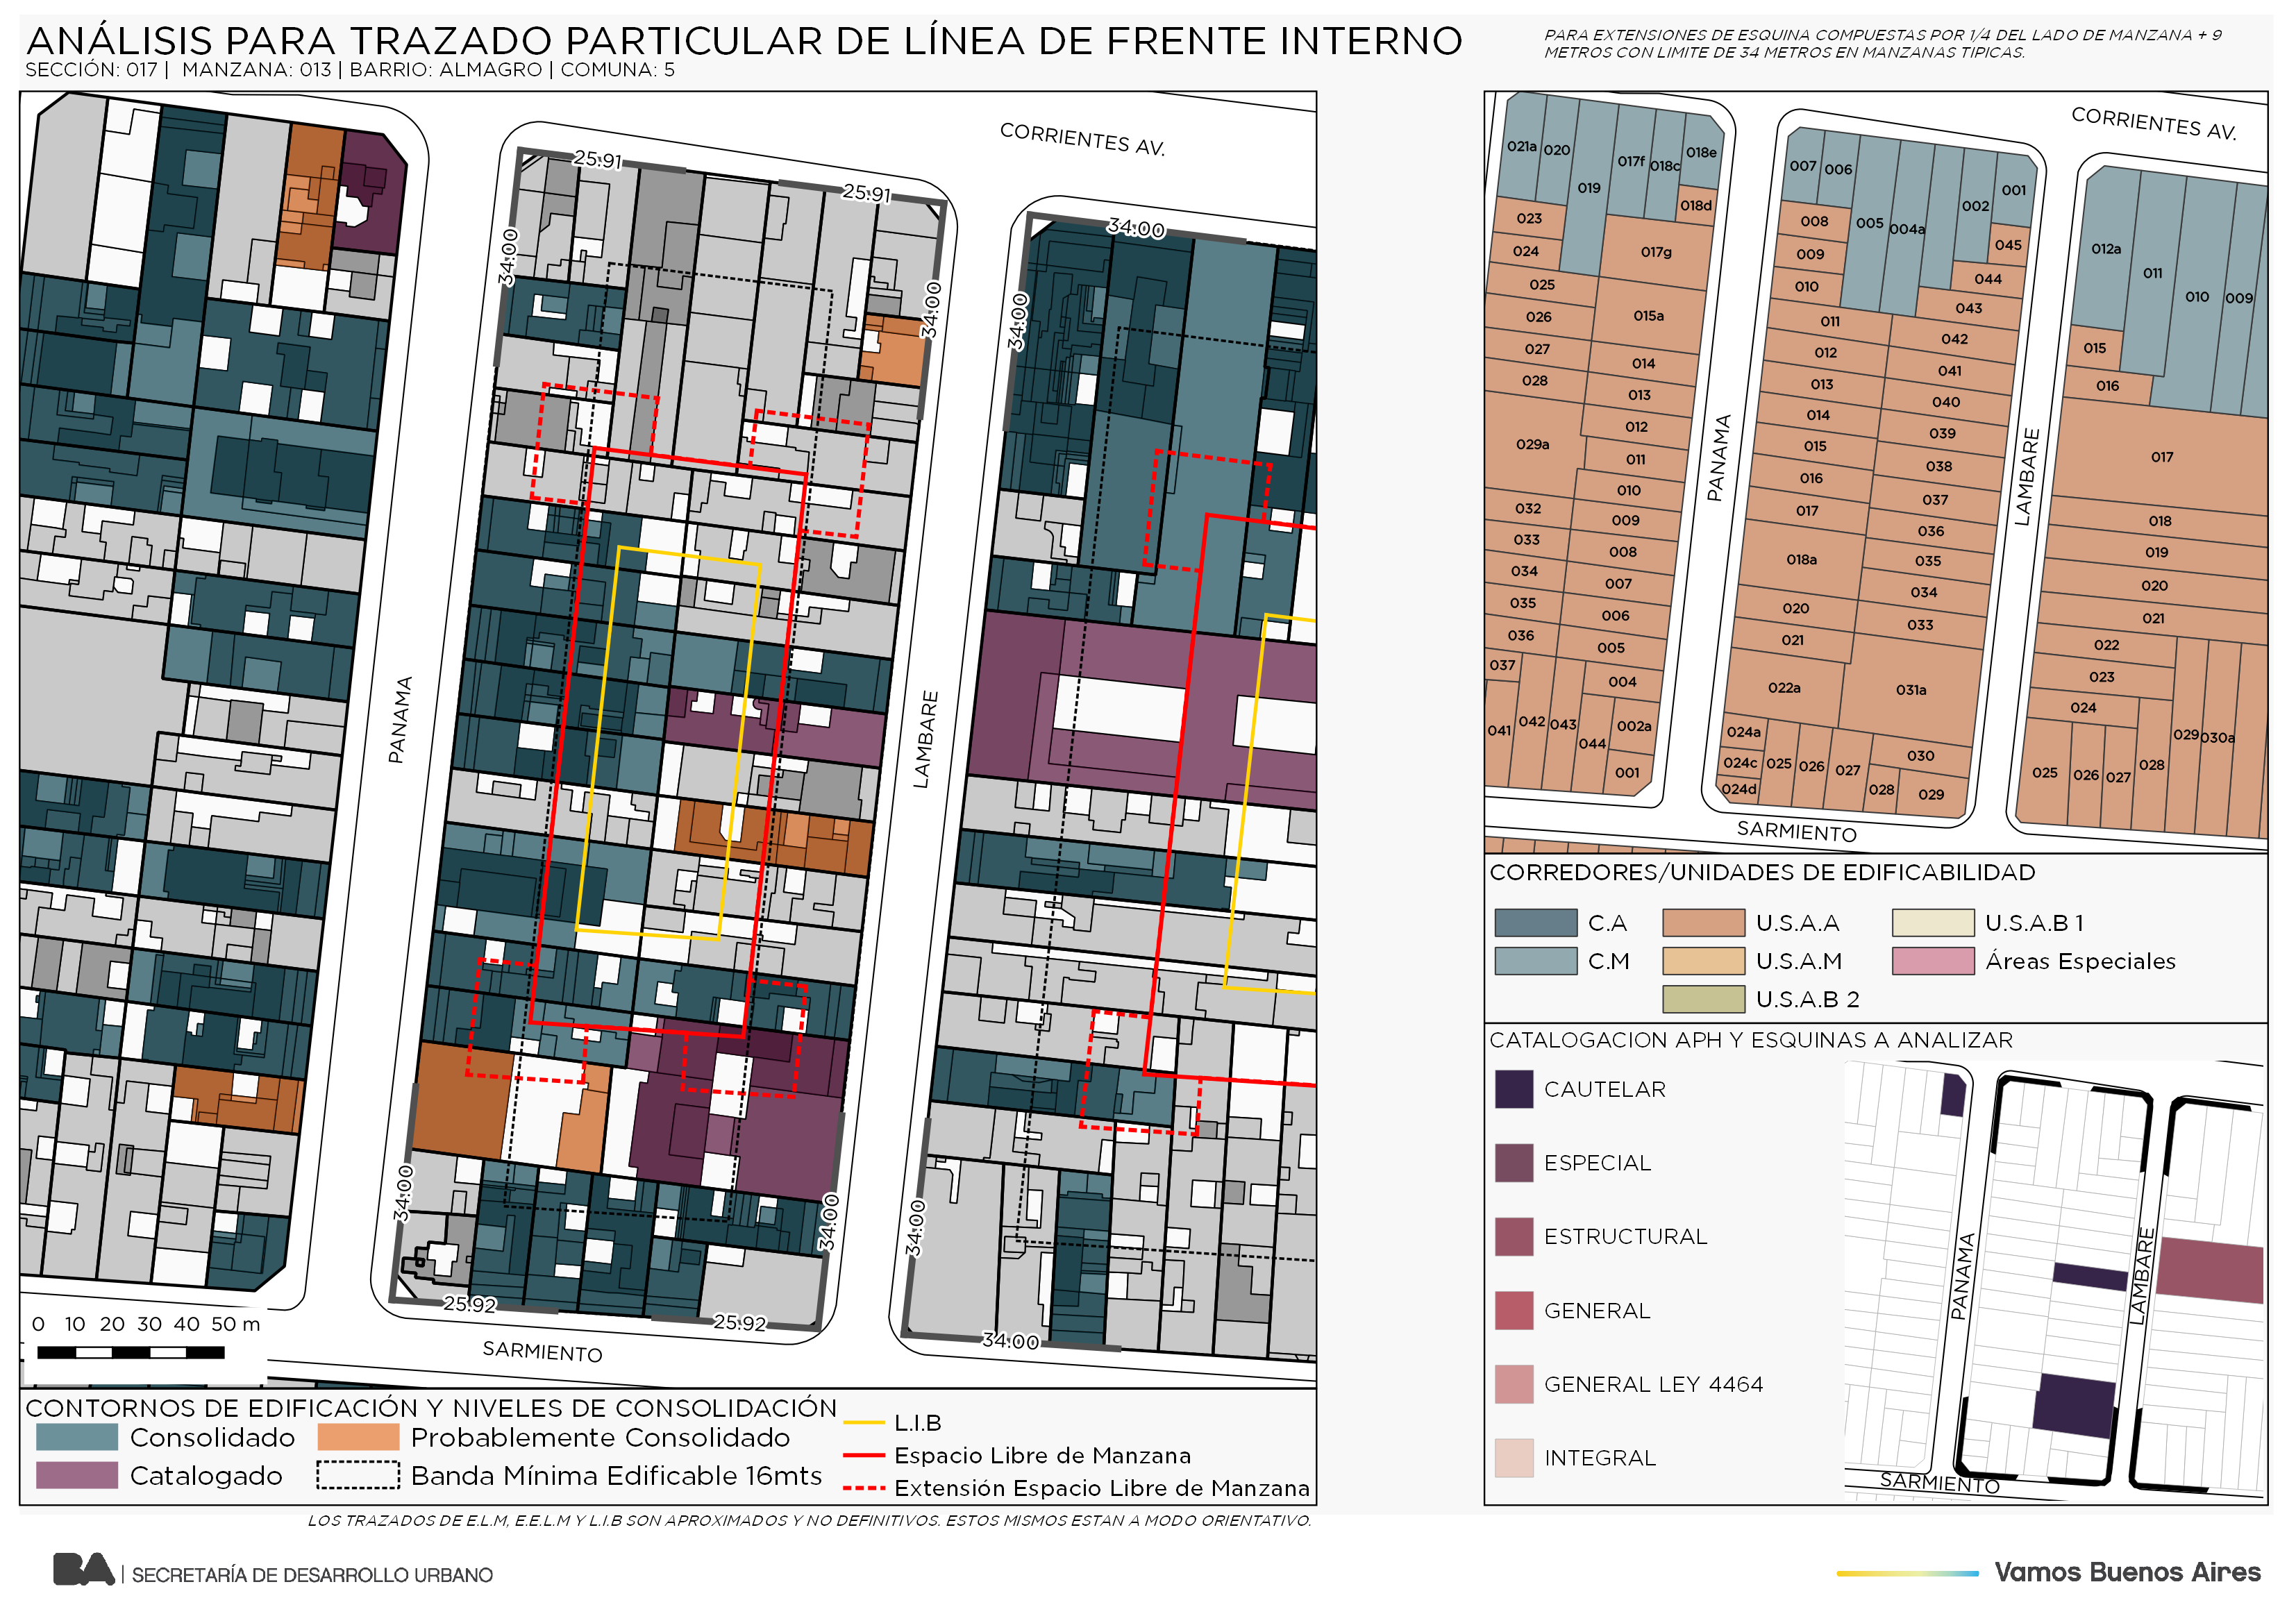 ANÁLISIS PARA TRAZADO PARTICULAR DE LÍNEA DE FRENTE INTERNO
SECCIÓN: 017 | MANZANA: 013 | BARRIO: ALMAGRO | COMUNA: 5
PARA EXTENSIONES DE ESQUINA COMPUESTAS POR 1/4 DEL LADO DE MANZANA + 9
METROS CON LIMITE DE 34 METROS EN MANZANAS TIPICAS.
CORRIENTES AV.
25.91
25.91
34.00
34.00
34.00
34.00
PANAMA
LAMBARE
34.00
34.00
34.00
25.92
25.92
34.00
SARMIENTO
0 10 20 30 40 50 m
CONTORNOS DE EDIFICACIÓN Y NIVELES DE CONSOLIDACIÓN
Consolidado
Probablemente Consolidado
Catalogado
Banda Mínima Edificable 16mts
L.I.B
Espacio Libre de Manzana
Extensión Espacio Libre de Manzana
LOS TRAZADOS DE E.L.M, E.E.L.M Y L.I.B SON APROXIMADOS Y NO DEFINITIVOS. ESTOS MISMOS ESTAN A MODO ORIENTATIVO.
CORRIENTES AV.
021a
020
019
017f
018c
018e
018d
023
024
017g
025
026
015a
027
014
028
013
012
029a
011
010
032
009
033
008
034
007
035
006
036
005
037
004
041
042
043
044
002a
001
PANAMA
007
006
005
004a
002
001
008
045
009
044
010
043
011
042
012
041
013
040
014
039
015
038
016
037
017
036
018a
035
034
020
033
021
022a
031a
024a
024c
024d
025
026
027
030
028
029
LAMBARE
012a
011
010
009
015
016
017
018
019
020
021
022
023
024
025
026
027
028
029
030a
SARMIENTO
CORREDORES/UNIDADES DE EDIFICABILIDAD
C.A
U.S.A.A
U.S.A.B 1
C.M
U.S.A.M
Áreas Especiales
U.S.A.B 2
CATALOGACION APH Y ESQUINAS A ANALIZAR
CAUTELAR
ESPECIAL
ESTRUCTURAL
GENERAL
GENERAL LEY 4464
INTEGRAL
PANAMA
LAMBARE
SARMIENTO
BA | SECRETARÍA DE DESARROLLO URBANO
Vamos Buenos Aires